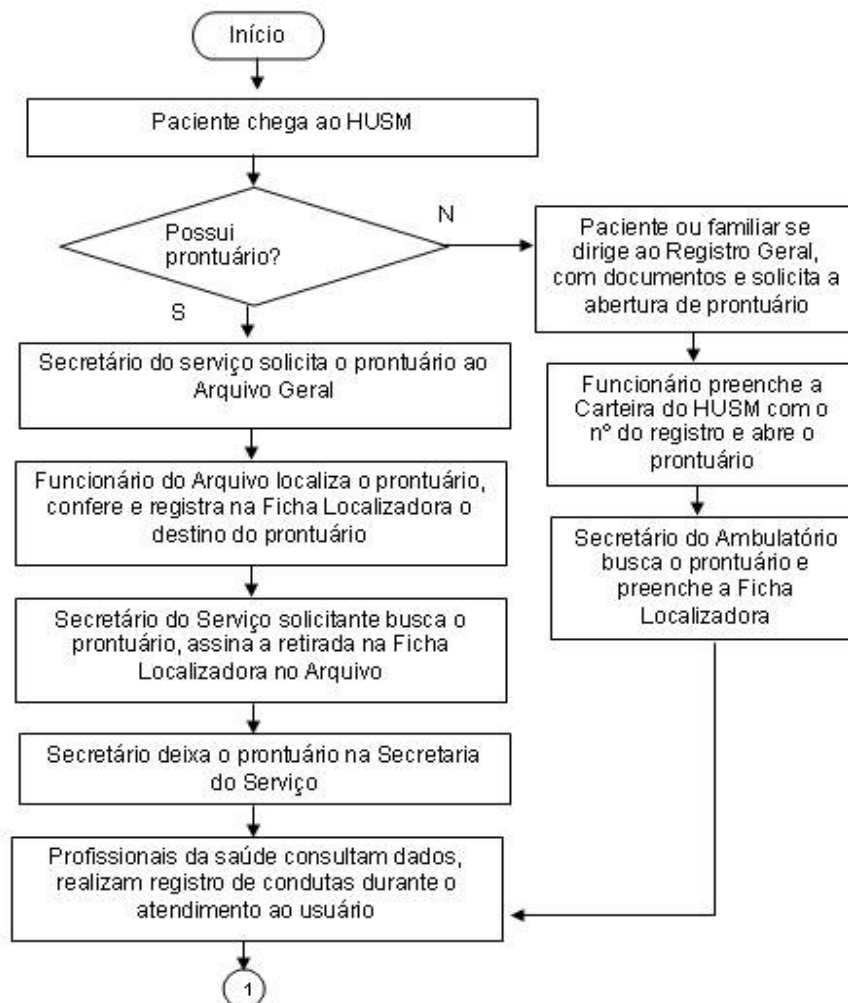 Início
Paciente chega ao HUSM
Possui
prontuário?
N
S
Paciente ou familiar se
dirige ao Registro Geral,
com documentos e solicita a
abertura de prontuário
Funcionário preenche a
Carteira do HUSM com o
nº do registro e abre o
prontuário
Secretário do Ambulatório
busca o prontuário e
preenche a Ficha
Localizadora
Secretário do serviço solicita o prontuário ao
Arquivo Geral
Funcionário do Arquivo localiza o prontuário,
confere e registra na Ficha Localizadora o
destino do prontuário
Secretário do Serviço solicitante busca o
prontuário, assina a retirada na Ficha
Localizadora no Arquivo
Secretário deixa o prontuário na Secretaria
do Serviço
Profissionais da saúde consultam dados,
realizam registro de condutas durante o
atendimento ao usuário
1